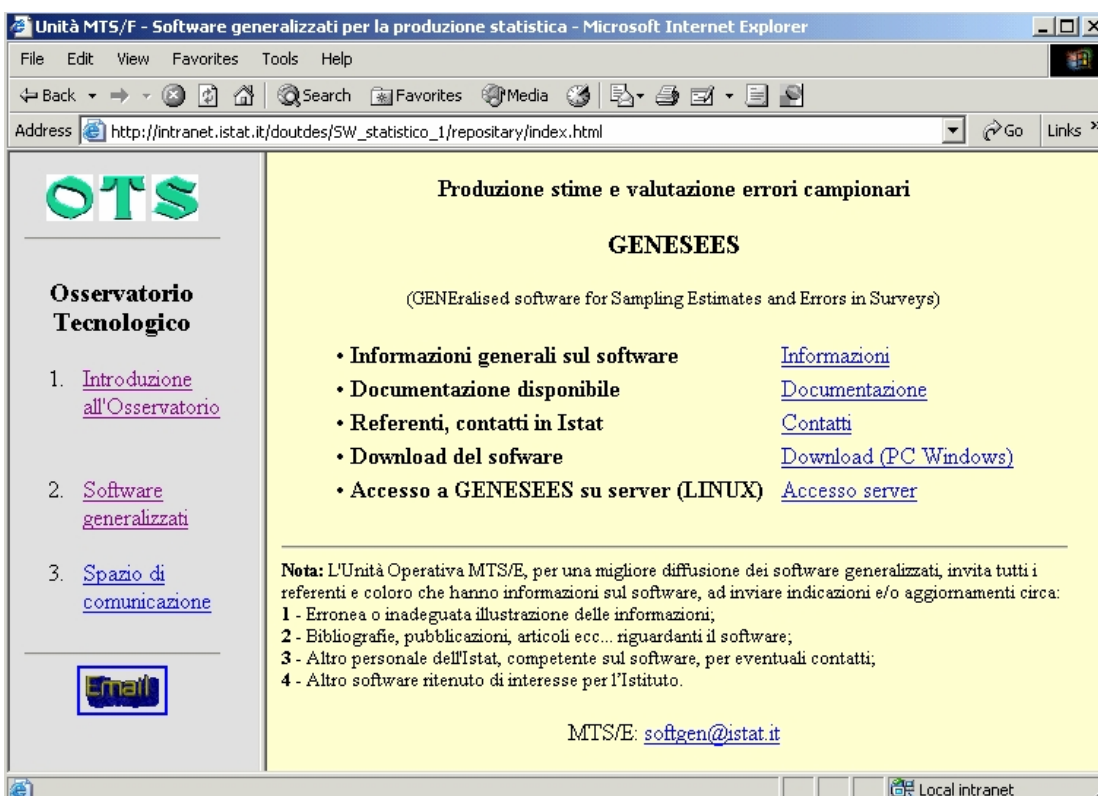 Unità MTS/F - Software generalizzati per la produzione statistica - Microsoft Internet Explorer
File Edit View Favorites Tools Help
Back Search Favorites Media
Address http://intranet.istat.it/doutdes/SW_statistico_1/repositary/index.html Go Links »
OTS
Osservatorio
Tecnologico
1. Introduzione
all'Osservatorio
2. Software
generalizzati
3. Spazio di
comunicazione
Email
Produzione stime e valutazione errori campionari
GENESEES
(GENEralised software for Sampling Estimates and Errors in Surveys)
• Informazioni generali sul software Informazioni
• Documentazione disponibile Documentazione
• Referenti, contatti in Istat Contatti
• Download del sofware Download (PC Windows)
• Accesso a GENESEES su server (LINUX) Accesso server
Nota: L'Unità Operativa MTS/E, per una migliore diffusione dei software generalizzati, invita tutti i
referenti e coloro che hanno informazioni sul software, ad inviare indicazioni e/o aggiornamenti circa:
1 - Erronea o inadeguata illustrazione delle informazioni;
2 - Bibliografie, pubblicazioni, articoli ecc... riguardanti il software;
3 - Altro personale dell'Istat, competente sul software, per eventuali contatti;
4 - Altro software ritenuto di interesse per l'Istituto.
MTS/E: softgen@istat.it
Local intranet